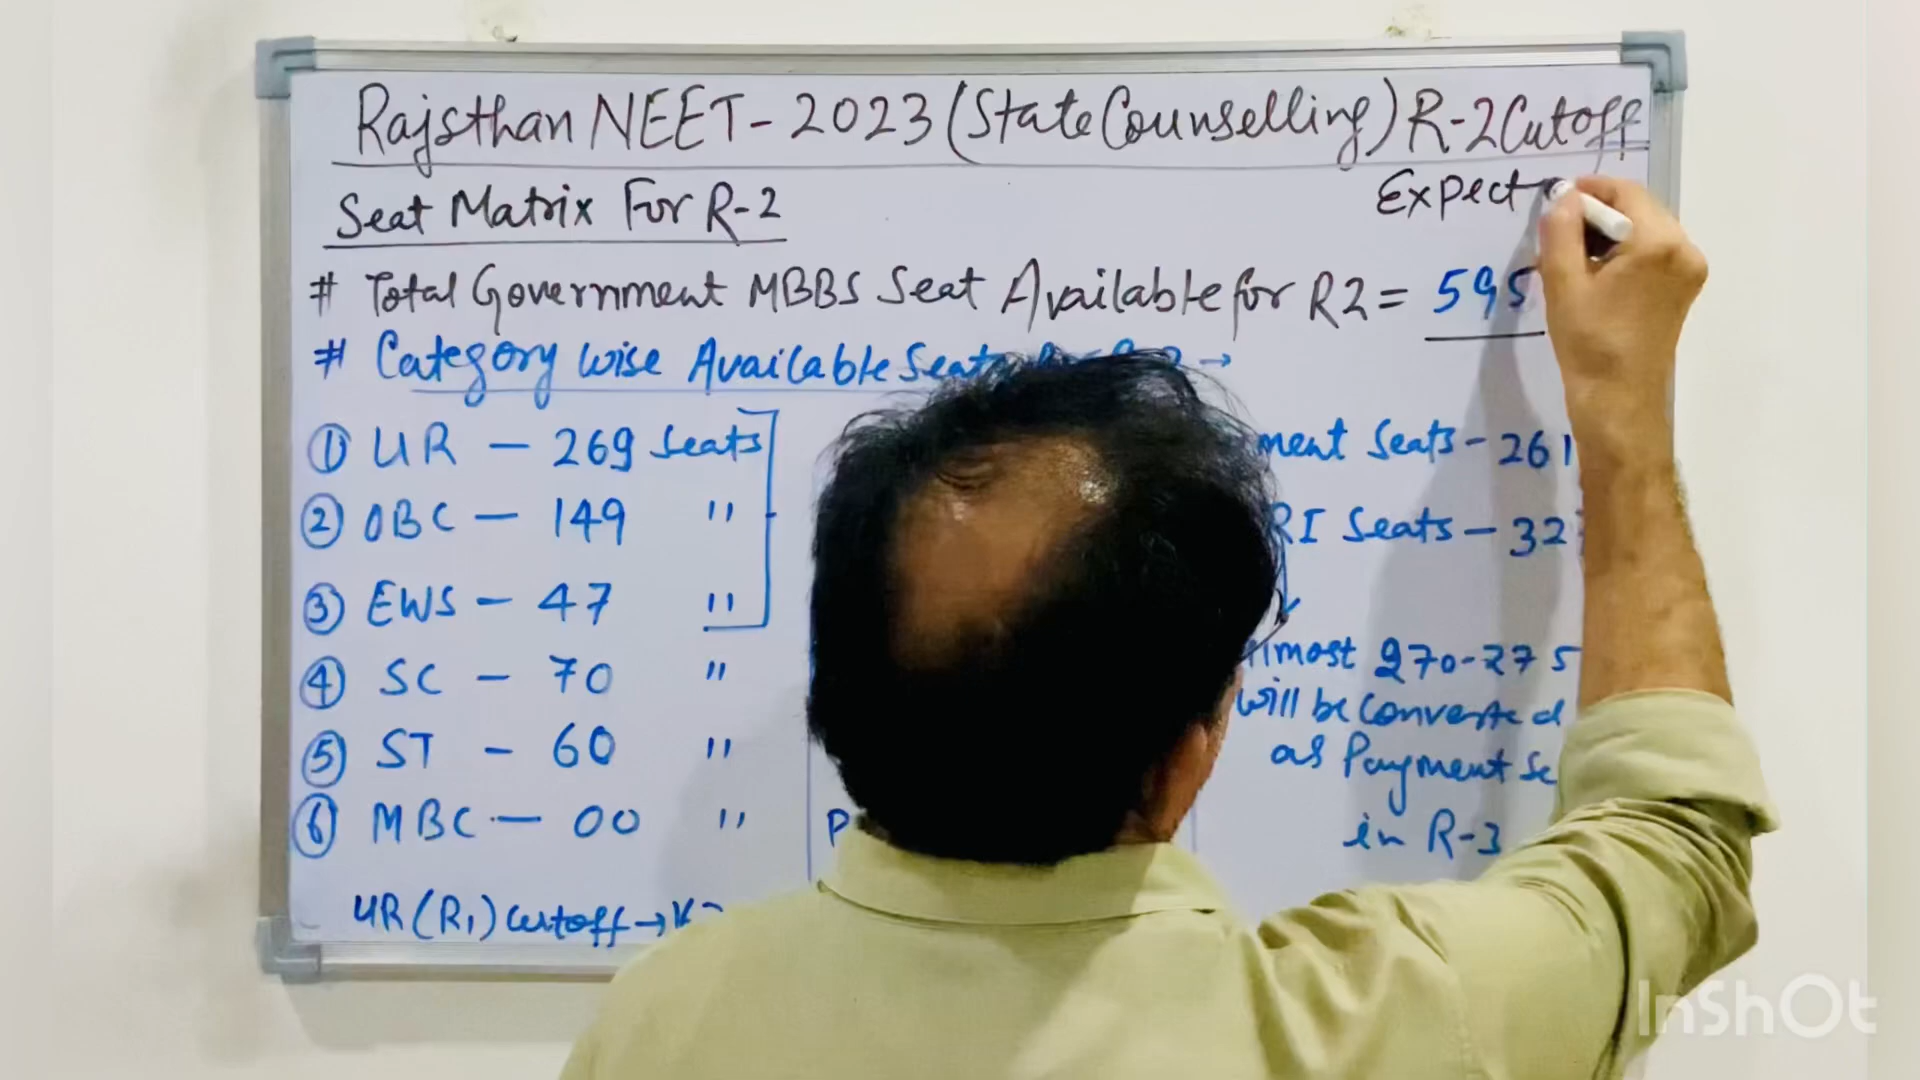 Rajsthan NEET-2023 (State Counselling) R-2 Cutoff
Expect
Seat Matrix For R-2
# Total Government MBBS Seat Available for R2 = 595
# Category wise Available Seats →
① UR - 269 Seats
② OBC - 149 "
③ EWS - 47 "
④ SC - 70 "
⑤ ST - 60 "
⑥ MBC - 00 "
UR (R1) cutoff →
P
ment Seats - 261
RI Seats - 32
lmost 270-275
will be converted
as Payment Se
in R-3
InShOt